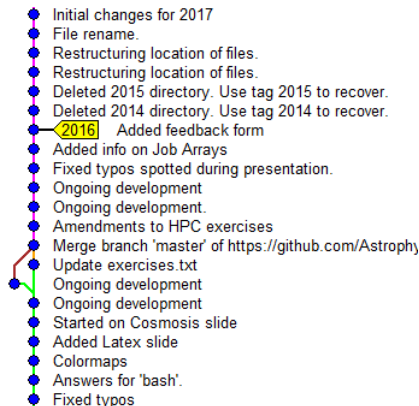 Initial changes for 2017
File rename.
Restructuring location of files.
Restructuring location of files.
Deleted 2015 directory. Use tag 2015 to recover.
Deleted 2014 directory. Use tag 2014 to recover.
2016 Added feedback form
Added info on Job Arrays
Fixed typos spotted during presentation.
Ongoing development
Ongoing development.
Amendments to HPC exercises
Merge branch 'master' of https://github.com/Astrophy
Update exercises.txt
Ongoing development
Ongoing development
Started on Cosmosis slide
Added Latex slide
Colormaps
Answers for 'bash'.
Fixed typos